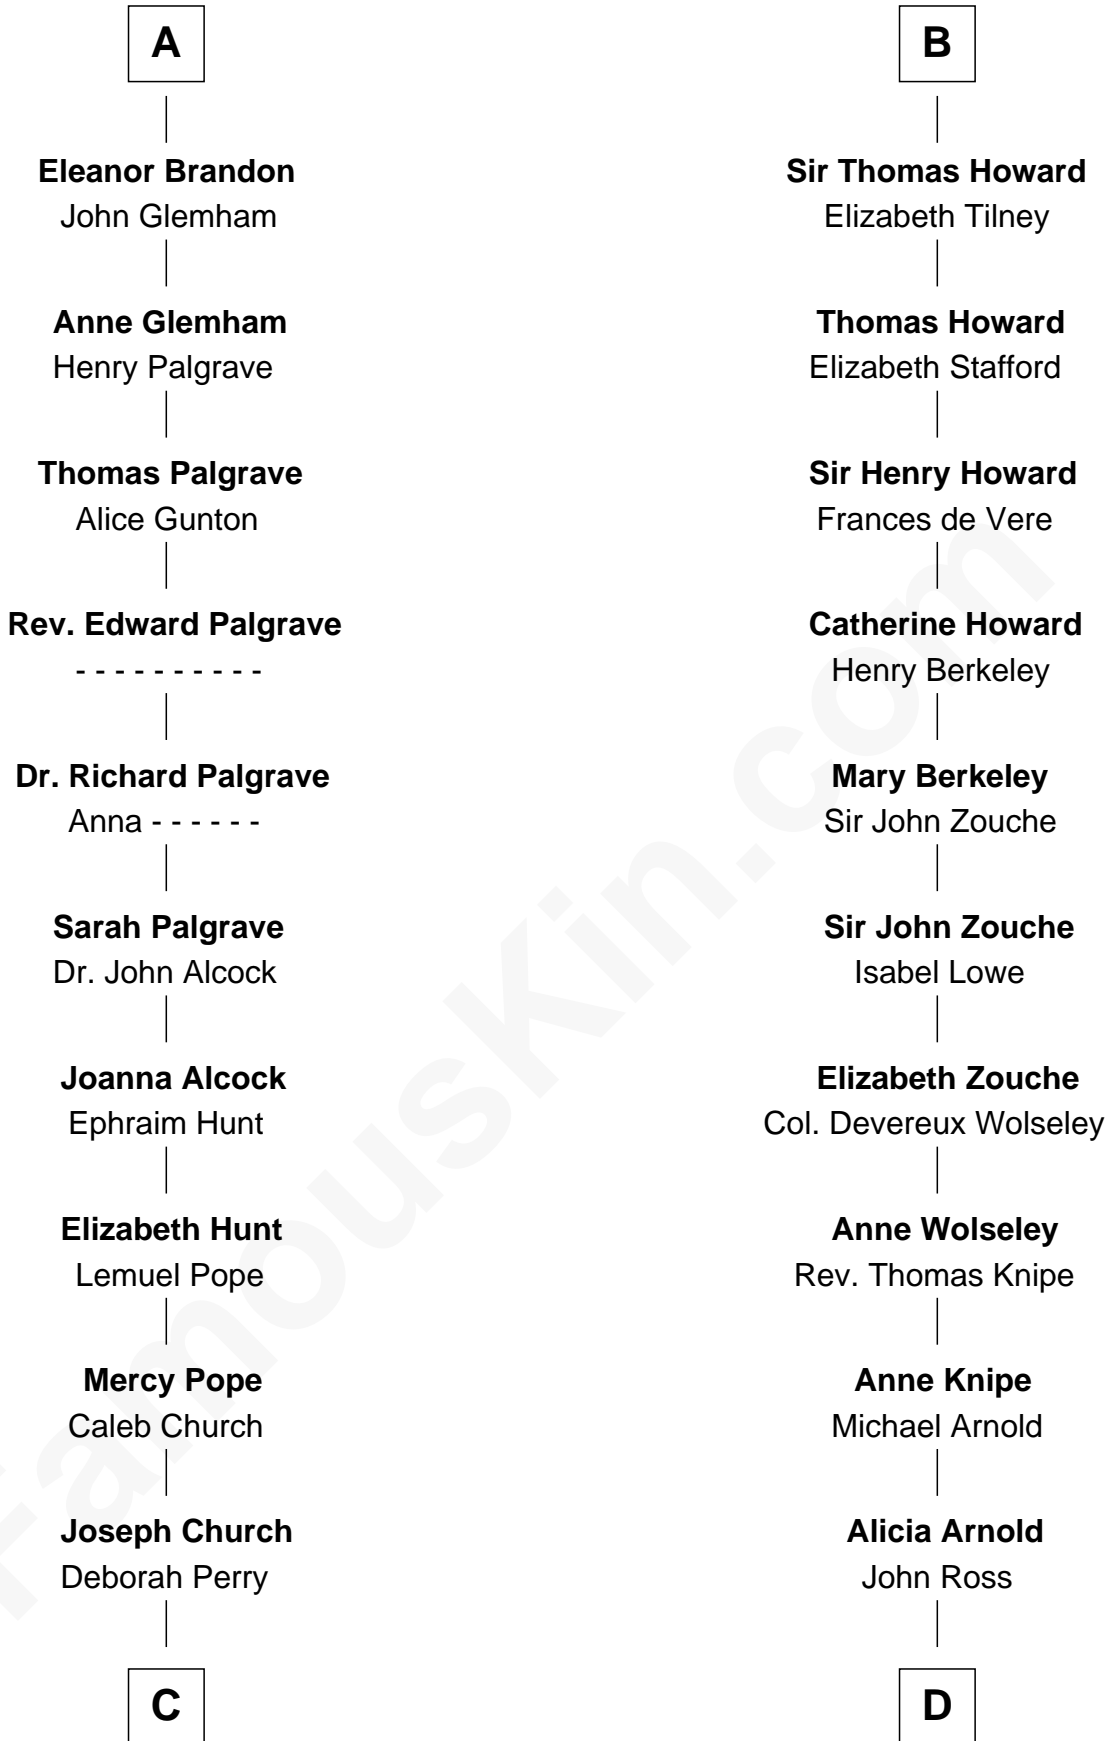 A
Eleanor Brandon
John Glemham
Anne Glemham
Henry Palgrave
Thomas Palgrave
Alice Gunton
Rev. Edward Palgrave
- - - - - - - - - -
Dr. Richard Palgrave
Anna - - - - - -
Sarah Palgrave
Dr. John Alcock
Joanna Alcock
Ephraim Hunt
Elizabeth Hunt
Lemuel Pope
Mercy Pope
Caleb Church
Joseph Church
Deborah Perry
C
B
Sir Thomas Howard
Elizabeth Tilney
Thomas Howard
Elizabeth Stafford
Sir Henry Howard
Frances de Vere
Catherine Howard
Henry Berkeley
Mary Berkeley
Sir John Zouche
Sir John Zouche
Isabel Lowe
Elizabeth Zouche
Col. Devereux Wolseley
Anne Wolseley
Rev. Thomas Knipe
Anne Knipe
Michael Arnold
Alicia Arnold
John Ross
D
FamousKin.com